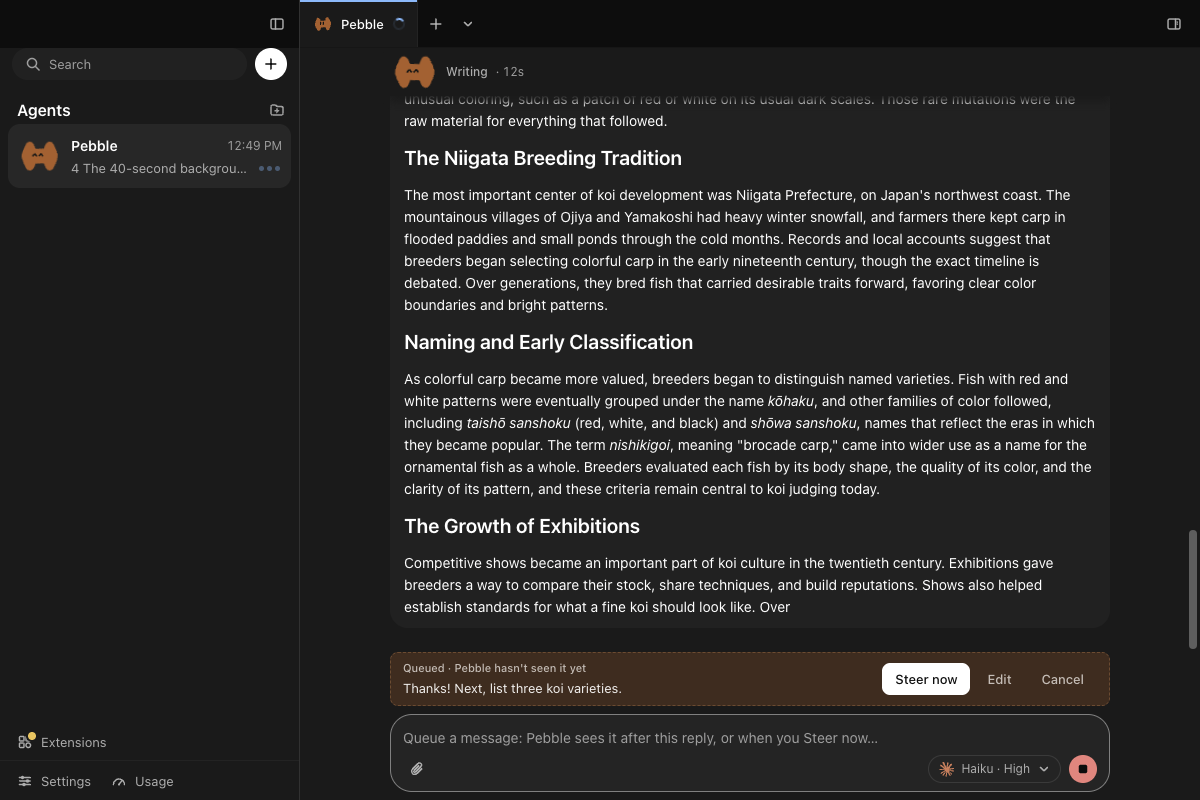 Pebble
Search
Writing · 12s
Agents
Pebble
12:49 PM
4 The 40-second backgrou...
unusual coloring, such as a patch of red or white on its usual dark scales. Those rare mutations were the
raw material for everything that followed.
The Niigata Breeding Tradition
The most important center of koi development was Niigata Prefecture, on Japan's northwest coast. The
mountainous villages of Ojiya and Yamakoshi had heavy winter snowfall, and farmers there kept carp in
flooded paddies and small ponds through the cold months. Records and local accounts suggest that
breeders began selecting colorful carp in the early nineteenth century, though the exact timeline is
debated. Over generations, they bred fish that carried desirable traits forward, favoring clear color
boundaries and bright patterns.
Naming and Early Classification
As colorful carp became more valued, breeders began to distinguish named varieties. Fish with red and
white patterns were eventually grouped under the name kōhaku, and other families of color followed,
including taishō sanshoku (red, white, and black) and shōwa sanshoku, names that reflect the eras in which
they became popular. The term nishikigoi, meaning "brocade carp," came into wider use as a name for the
ornamental fish as a whole. Breeders evaluated each fish by its body shape, the quality of its color, and the
clarity of its pattern, and these criteria remain central to koi judging today.
The Growth of Exhibitions
Competitive shows became an important part of koi culture in the twentieth century. Exhibitions gave
breeders a way to compare their stock, share techniques, and build reputations. Shows also helped
establish standards for what a fine koi should look like. Over
Queued · Pebble hasn't seen it yet
Thanks! Next, list three koi varieties.
Steer now
Edit
Cancel
Queue a message: Pebble sees it after this reply, or when you Steer now…
Haiku · High
Extensions
Settings
Usage